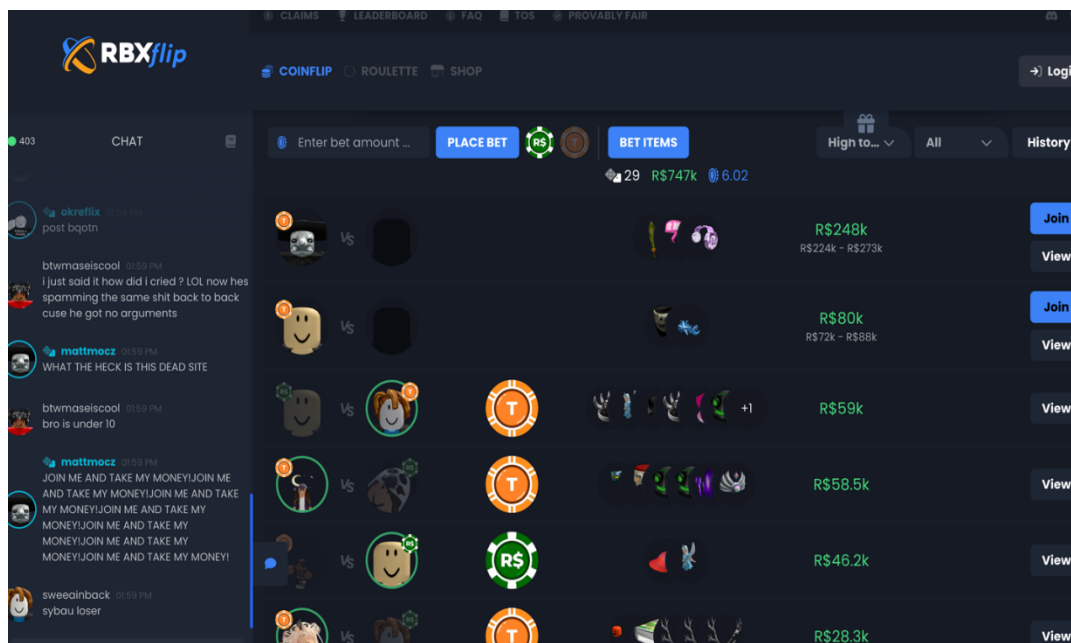 CLAIMS LEADERBOARD FAQ TOS PROVABLY FAIR
RBXflip
COINFLIP ROULETTE SHOP
Logi
403 CHAT
Enter bet amount ... PLACE BET R$ T BET ITEMS
High to... All History
29 R$747k 6.02
okreflix 01:59 PM
post bqotn
btwmaseiscool 01:59 PM
i just said it how did i cried ? LOL now hes
spamming the same shit back to back
cuse he got no arguments
mattmocz 01:59 PM
WHAT THE HECK IS THIS DEAD SITE
btwmaseiscool 01:59 PM
bro is under 10
mattmocz 01:59 PM
JOIN ME AND TAKE MY MONEY!JOIN ME
AND TAKE MY MONEY!JOIN ME AND TAKE
MY MONEY!JOIN ME AND TAKE MY
MONEY!JOIN ME AND TAKE MY
MONEY!JOIN ME AND TAKE MY
MONEY!JOIN ME AND TAKE MY MONEY!
sweeainback 01:59 PM
sybau loser
T VS R$248k Join
R$224k - R$273k View
T VS R$80k Join
R$72k - R$88k View
R$ VS T T +1 R$59k View
T VS R$ T R$58.5k View
T VS R$ R$ R$46.2k View
T VS R$ T R$28.3k View